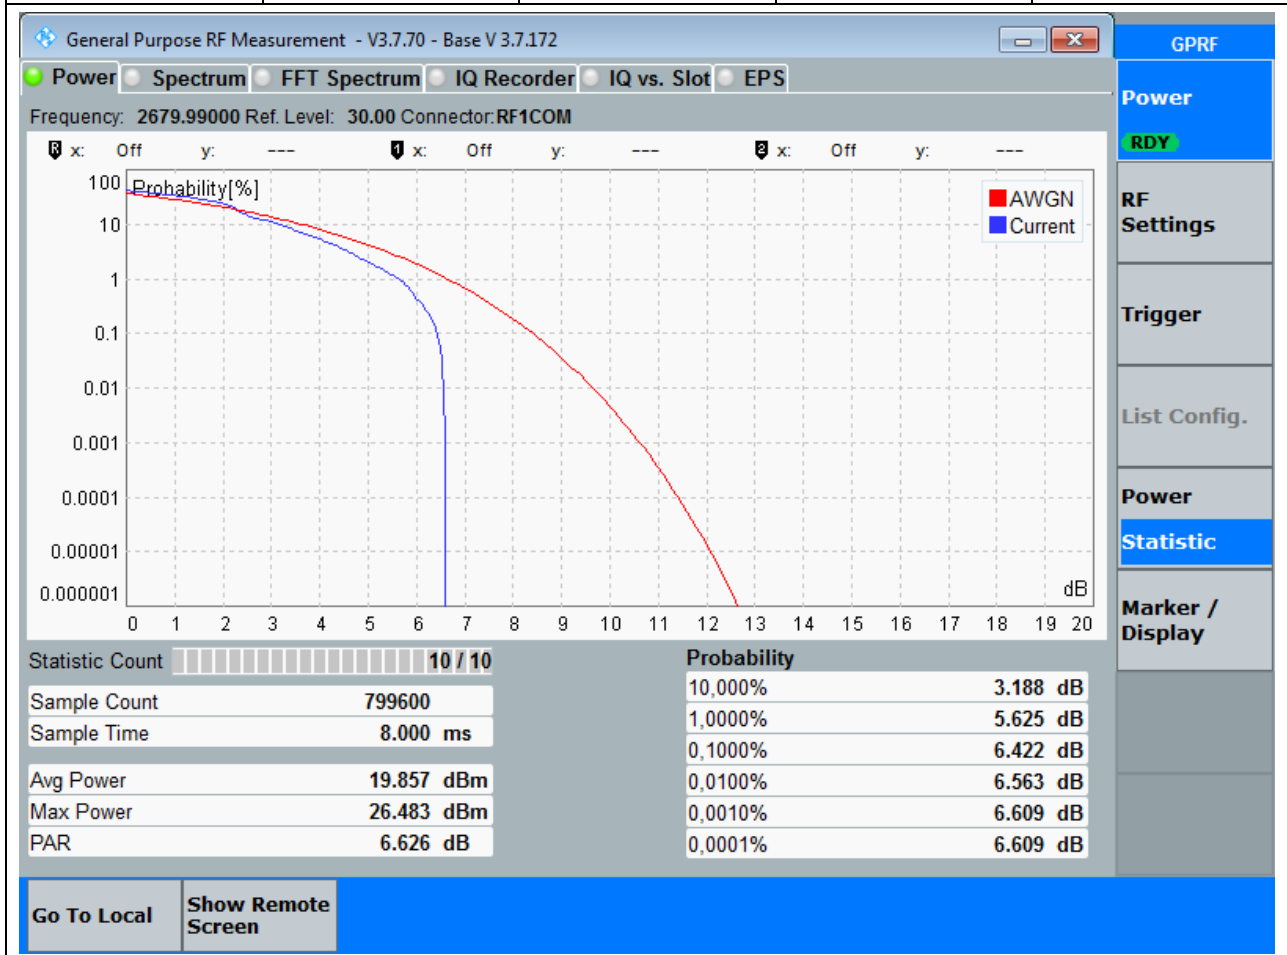 General Purpose RF Measurement - V3.7.70 - Base V 3.7.172
GPRF
Power Spectrum FFT Spectrum IQ Recorder IQ vs. Slot EPS
Frequency: 2679.99000 Ref. Level: 30.00 Connector:RF1COM
R x: Off y: --- 1 x: Off y: --- 2 x: Off y: ---
Probability[%]
AWGN
Current
100
10
1
0.1
0.01
0.001
0.0001
0.00001
0.000001
dB
0 1 2 3 4 5 6 7 8 9 10 11 12 13 14 15 16 17 18 19 20
Statistic Count 10 / 10
Sample Count 799600
Sample Time 8.000 ms
Avg Power 19.857 dBm
Max Power 26.483 dBm
PAR 6.626 dB
Probability
10,000% 3.188 dB
1,0000% 5.625 dB
0,1000% 6.422 dB
0,0100% 6.563 dB
0,0010% 6.609 dB
0,0001% 6.609 dB
Power
RDY
RF
Settings
Trigger
List Config.
Power
Statistic
Marker /
Display
Go To Local
Show Remote
Screen